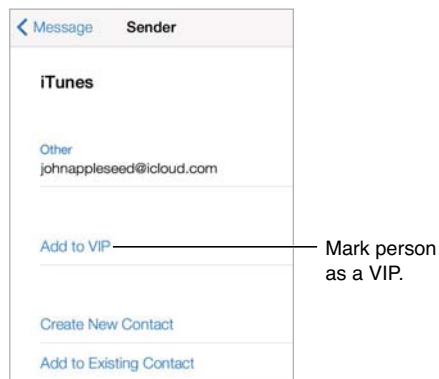 Message Sender
iTunes
Other
johnappleseed@icloud.com
Add to VIP
Mark person
as a VIP.
Create New Contact
Add to Existing Contact